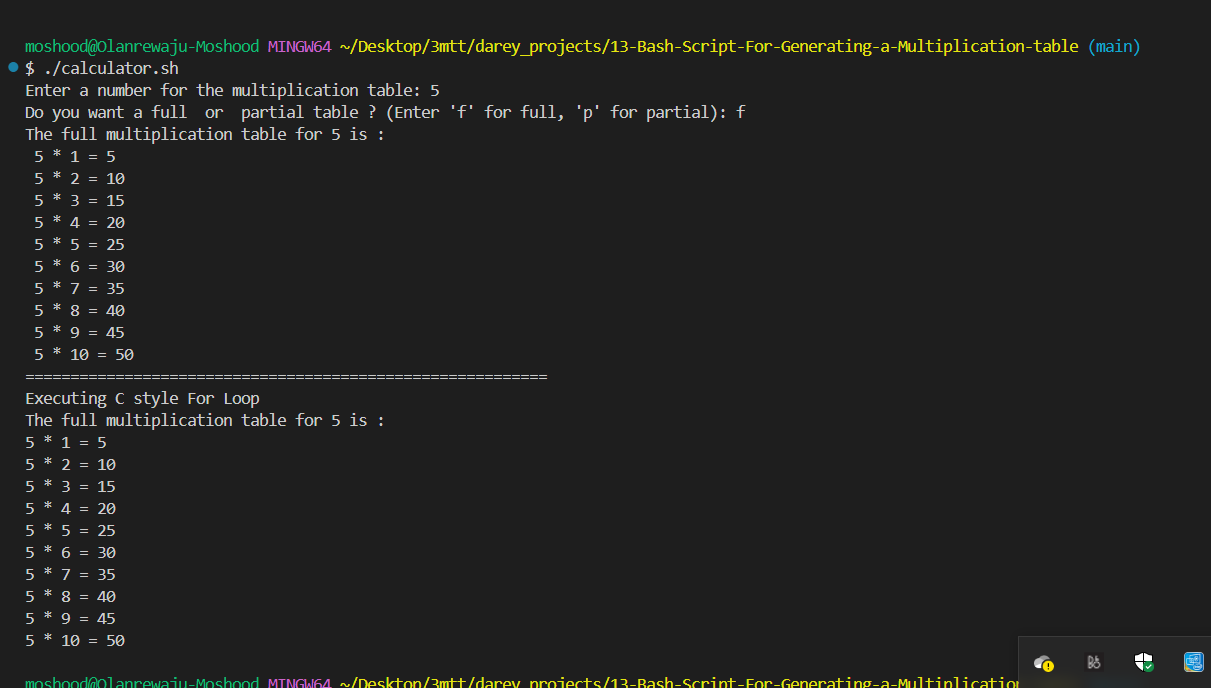 moshood@Olanrewaju-Moshood MINGW64 ~/Desktop/3mtt/darey_projects/13-Bash-Script-For-Generating-a-Multiplication-table (main)
$ ./calculator.sh
Enter a number for the multiplication table: 5
Do you want a full  or  partial table ? (Enter 'f' for full, 'p' for partial): f
The full multiplication table for 5 is :
 5 * 1 = 5
 5 * 2 = 10
 5 * 3 = 15
 5 * 4 = 20
 5 * 5 = 25
 5 * 6 = 30
 5 * 7 = 35
 5 * 8 = 40
 5 * 9 = 45
 5 * 10 = 50
==========================================================
Executing C style For Loop
The full multiplication table for 5 is :
5 * 1 = 5
5 * 2 = 10
5 * 3 = 15
5 * 4 = 20
5 * 5 = 25
5 * 6 = 30
5 * 7 = 35
5 * 8 = 40
5 * 9 = 45
5 * 10 = 50
moshood@Olanrewaju-Moshood MINGW64 ~/Desktop/3mtt/darey_projects/13-Bash-Script-For-Generating-a-Multiplication